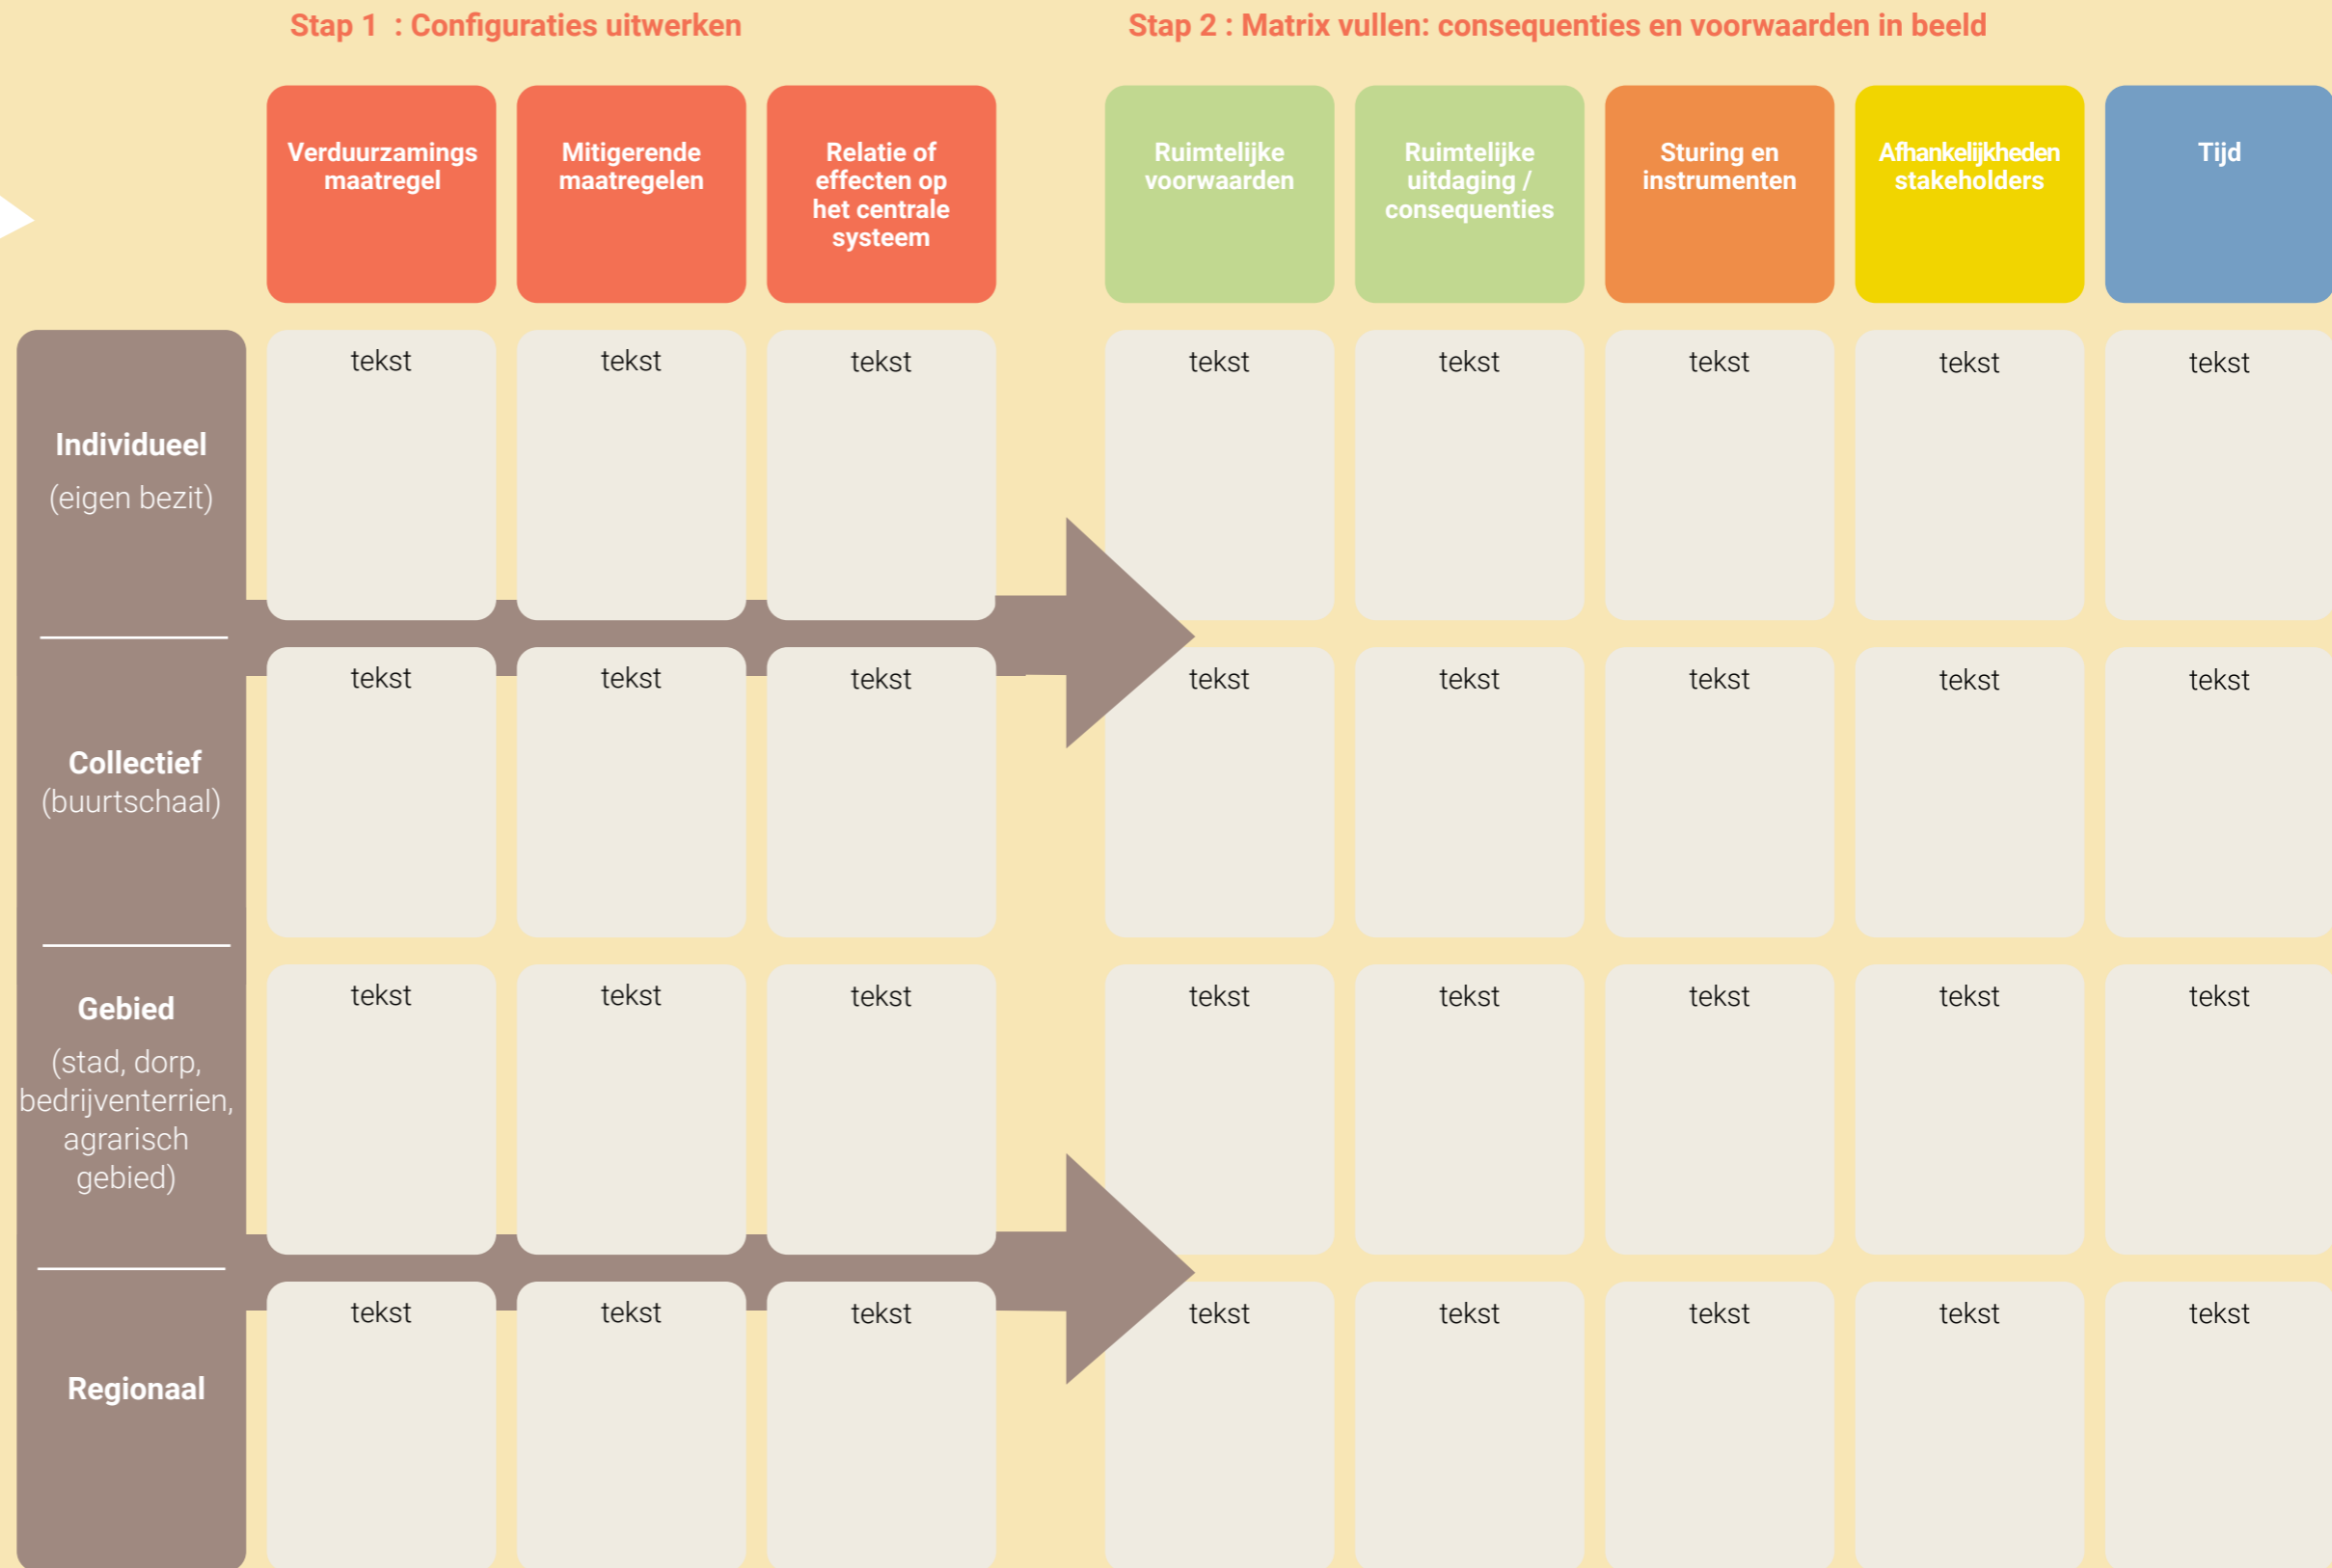 Stap 1 : Configuraties uitwerken
Stap 2 : Matrix vullen: consequenties en voorwaarden in beeld
Verduurzamings
maatregel
Mitigerende
maatregelen
Relatie of
effecten op
het centrale
systeem
Ruimtelijke
voorwaarden
Ruimtelijke
uitdaging /
consequenties
Sturing en
instrumenten
Afhankelijkheden
stakeholders
Tijd
Individueel
(eigen bezit)
tekst
tekst
tekst
tekst
tekst
tekst
tekst
tekst
Collectief
(buurtschaal)
tekst
tekst
tekst
tekst
tekst
tekst
tekst
tekst
Gebied
(stad, dorp,
bedrijventerrien,
agrarisch
gebied)
tekst
tekst
tekst
tekst
tekst
tekst
tekst
tekst
Regionaal
tekst
tekst
tekst
tekst
tekst
tekst
tekst
tekst